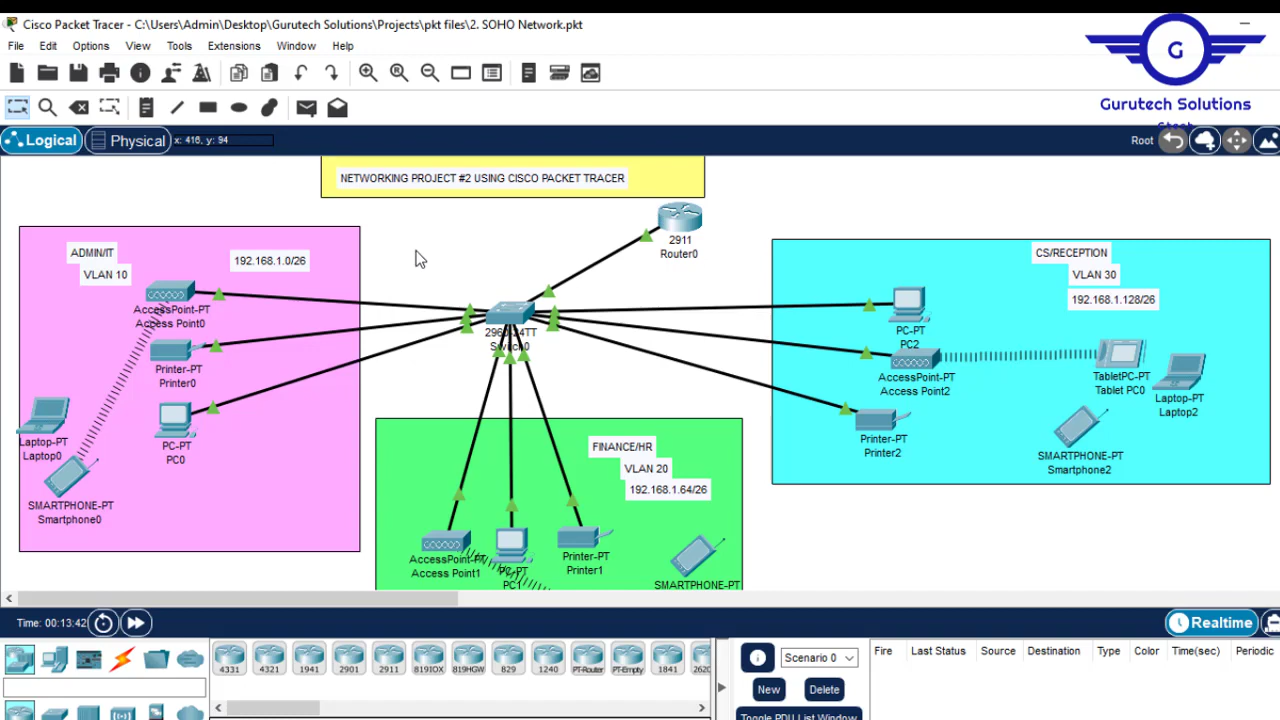 Cisco Packet Tracer - C:\Users\Admin\Desktop\Gurutech Solutions\Projects\pkt files\2. SOHO Network.pkt
File Edit Options View Tools Extensions Window Help
G
Gurutech Solutions
Logical Physical x: 416, y: 94 Root
NETWORKING PROJECT #2 USING CISCO PACKET TRACER
2911
Router0
ADMIN/IT
VLAN 10
192.168.1.0/26
AccessPoint-PT
Access Point0
Printer-PT
Printer0
PC-PT
PC0
Laptop-PT
Laptop0
SMARTPHONE-PT
Smartphone0
2960-24TT
Switch0
CS/RECEPTION
VLAN 30
192.168.1.128/26
PC-PT
PC2
AccessPoint-PT
Access Point2
TabletPC-PT
Tablet PC0
Laptop-PT
Laptop2
Printer-PT
Printer2
SMARTPHONE-PT
Smartphone2
FINANCE/HR
VLAN 20
192.168.1.64/26
AccessPoint-PT
Access Point1
PC-PT
PC1
Printer-PT
Printer1
SMARTPHONE-PT
Time: 00:13:42
Realtime
4331 4321 1941 2901 2911 819IOX 819HGW 829 1240 PT-Router PT-Empty 1841 2620
Scenario 0
New Delete
Toggle PDU List Window
Fire Last Status Source Destination Type Color Time(sec) Periodic